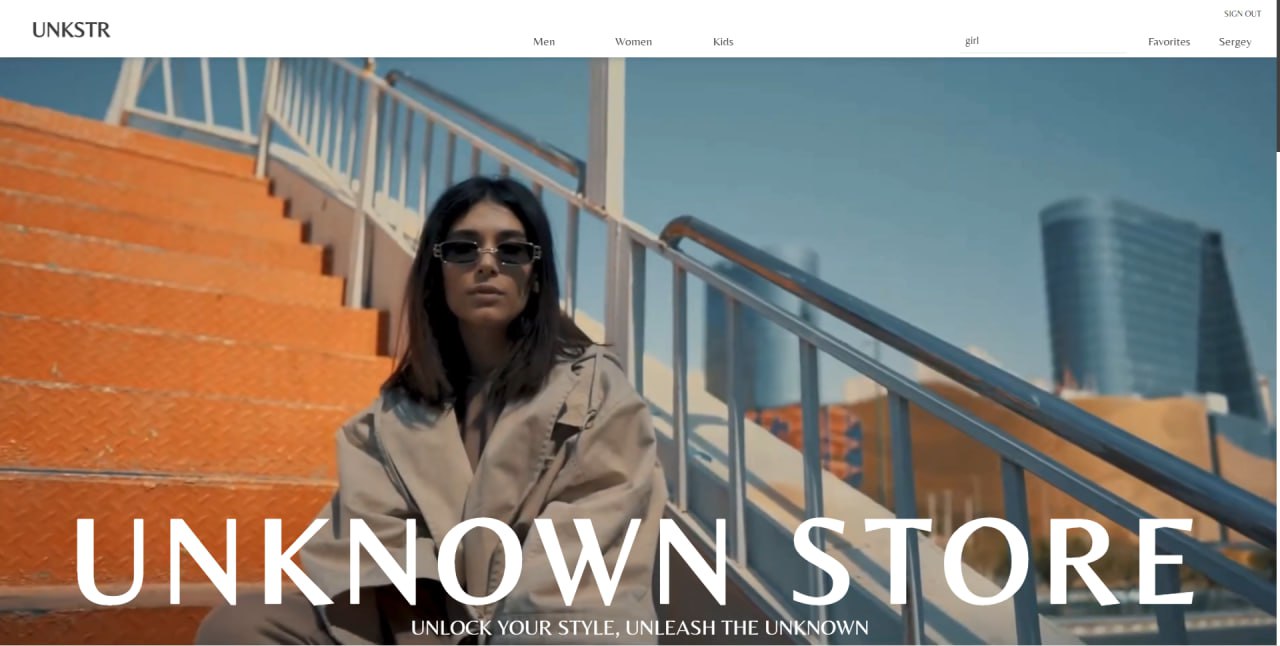 SIGN OUT
UNKSTR
Men Women Kids girl Favorites Sergey
UNKNOWN STORE
UNLOCK YOUR STYLE, UNLEASH THE UNKNOWN